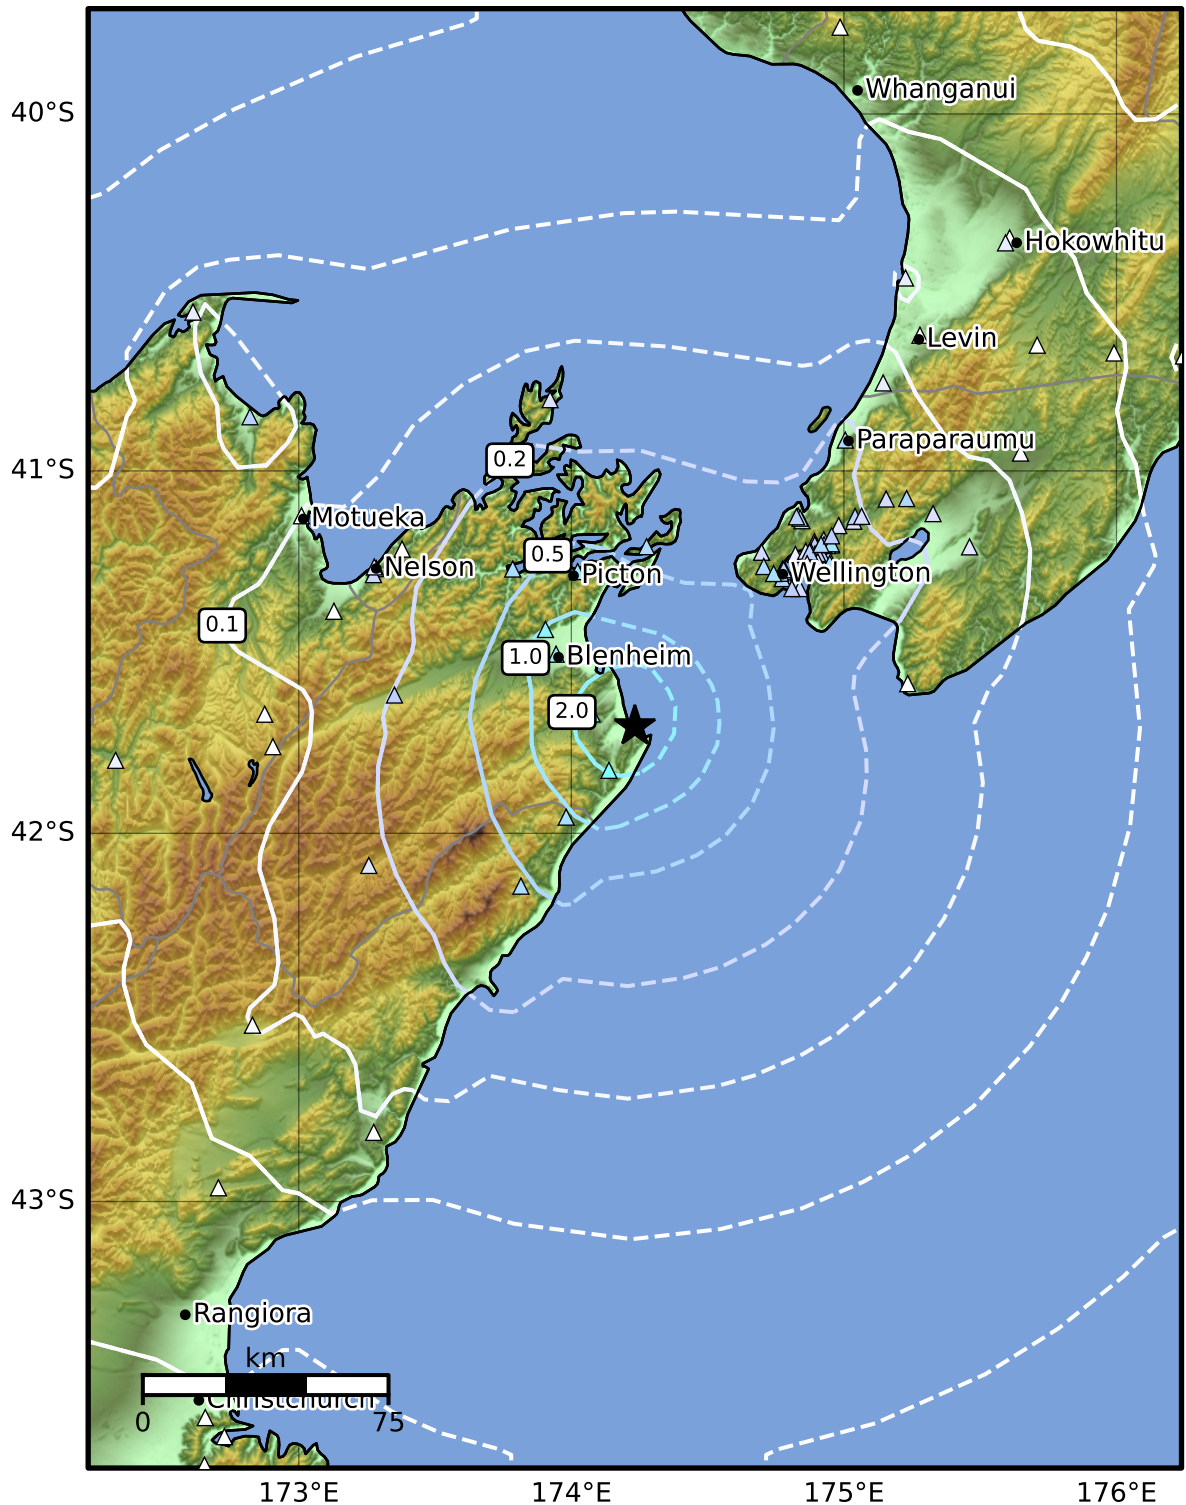 40°S
Whanganui
Hokowhitu
Levin
Paraparaumu
0.2
41°S
Motueka
0.5
Nelson
Picton
Wellington
0.1
1.0
Blenheim
2.0
42°S
43°S
Rangiora
km
Christchurch
0
75
173°E
174°E
175°E
176°E